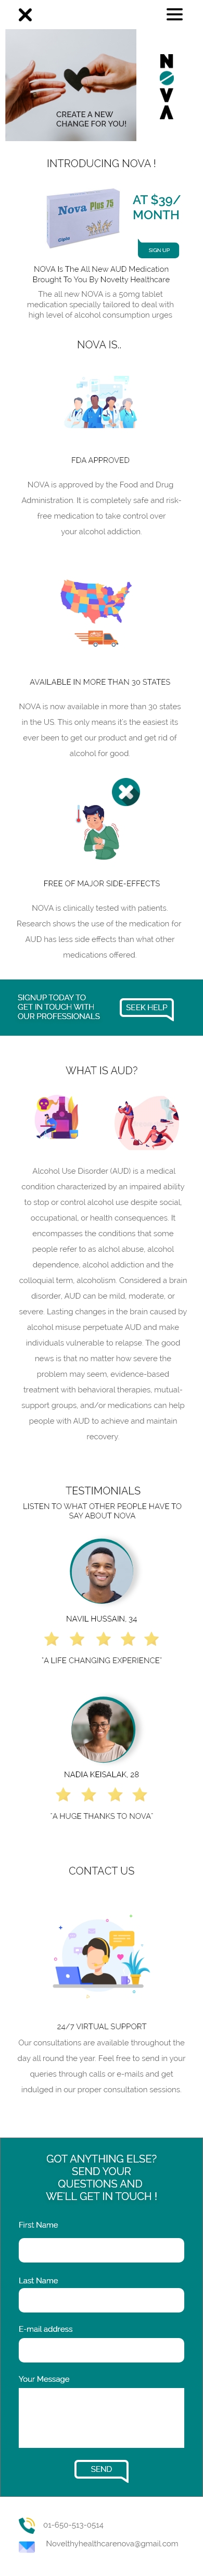 CREATE A NEW
CHANGE FOR YOU!
NOVA
INTRODUCING NOVA !
Nova Plus 75
AT $39/
MONTH
SIGN UP
NOVA Is The All New AUD Medication
Brought To You By Novelty Healthcare
The all new NOVA is a 50mg tablet
medication specially tailored to deal with
high level of alcohol consumption urges
NOVA IS..
FDA APPROVED
NOVA is approved by the Food and Drug
Administration. It is completely safe and risk-
free medication to take control over
your alcohol addiction.
AVAILABLE IN MORE THAN 30 STATES
NOVA is now available in more than 30 states
in the US. This only means it's the easiest its
ever been to get our product and get rid of
alcohol for good.
FREE OF MAJOR SIDE-EFFECTS
NOVA is clinically tested with patients.
Research shows the use of the medication for
AUD has less side effects than what other
medications offered.
SIGNUP TODAY TO
GET IN TOUCH WITH
OUR PROFESSIONALS
SEEK HELP
WHAT IS AUD?
Alcohol Use Disorder (AUD) is a medical
condition characterized by an impaired ability
to stop or control alcohol use despite social,
occupational, or health consequences. It
encompasses the conditions that some
people refer to as alchol abuse, alcohol
dependence, alcohol addiction and the
colloquial term, alcoholism. Considered a brain
disorder, AUD can be mild, moderate, or
severe. Lasting changes in the brain caused by
alcohol misuse perpetuate AUD and make
individuals vulnerable to relapse. The good
news is that no matter how severe the
problem may seem, evidence-based
treatment with behavioral therapies, mutual-
support groups, and/or medications can help
people with AUD to achieve and maintain
recovery.
TESTIMONIALS
LISTEN TO WHAT OTHER PEOPLE HAVE TO
SAY ABOUT NOVA
NAVIL HUSSAIN, 34
"A LIFE CHANGING EXPERIENCE"
NADIA KEISALAK, 28
"A HUGE THANKS TO NOVA"
CONTACT US
24/7 VIRTUAL SUPPORT
Our consultations are available throughout the
day all round the year. Feel free to send in your
queries through calls or e-mails and get
indulged in our proper consultation sessions.
GOT ANYTHING ELSE?
SEND YOUR
QUESTIONS AND
WE'LL GET IN TOUCH !
First Name
Last Name
E-mail address
Your Message
SEND
01-650-513-0514
Novelthyhealthcarenova@gmail.com